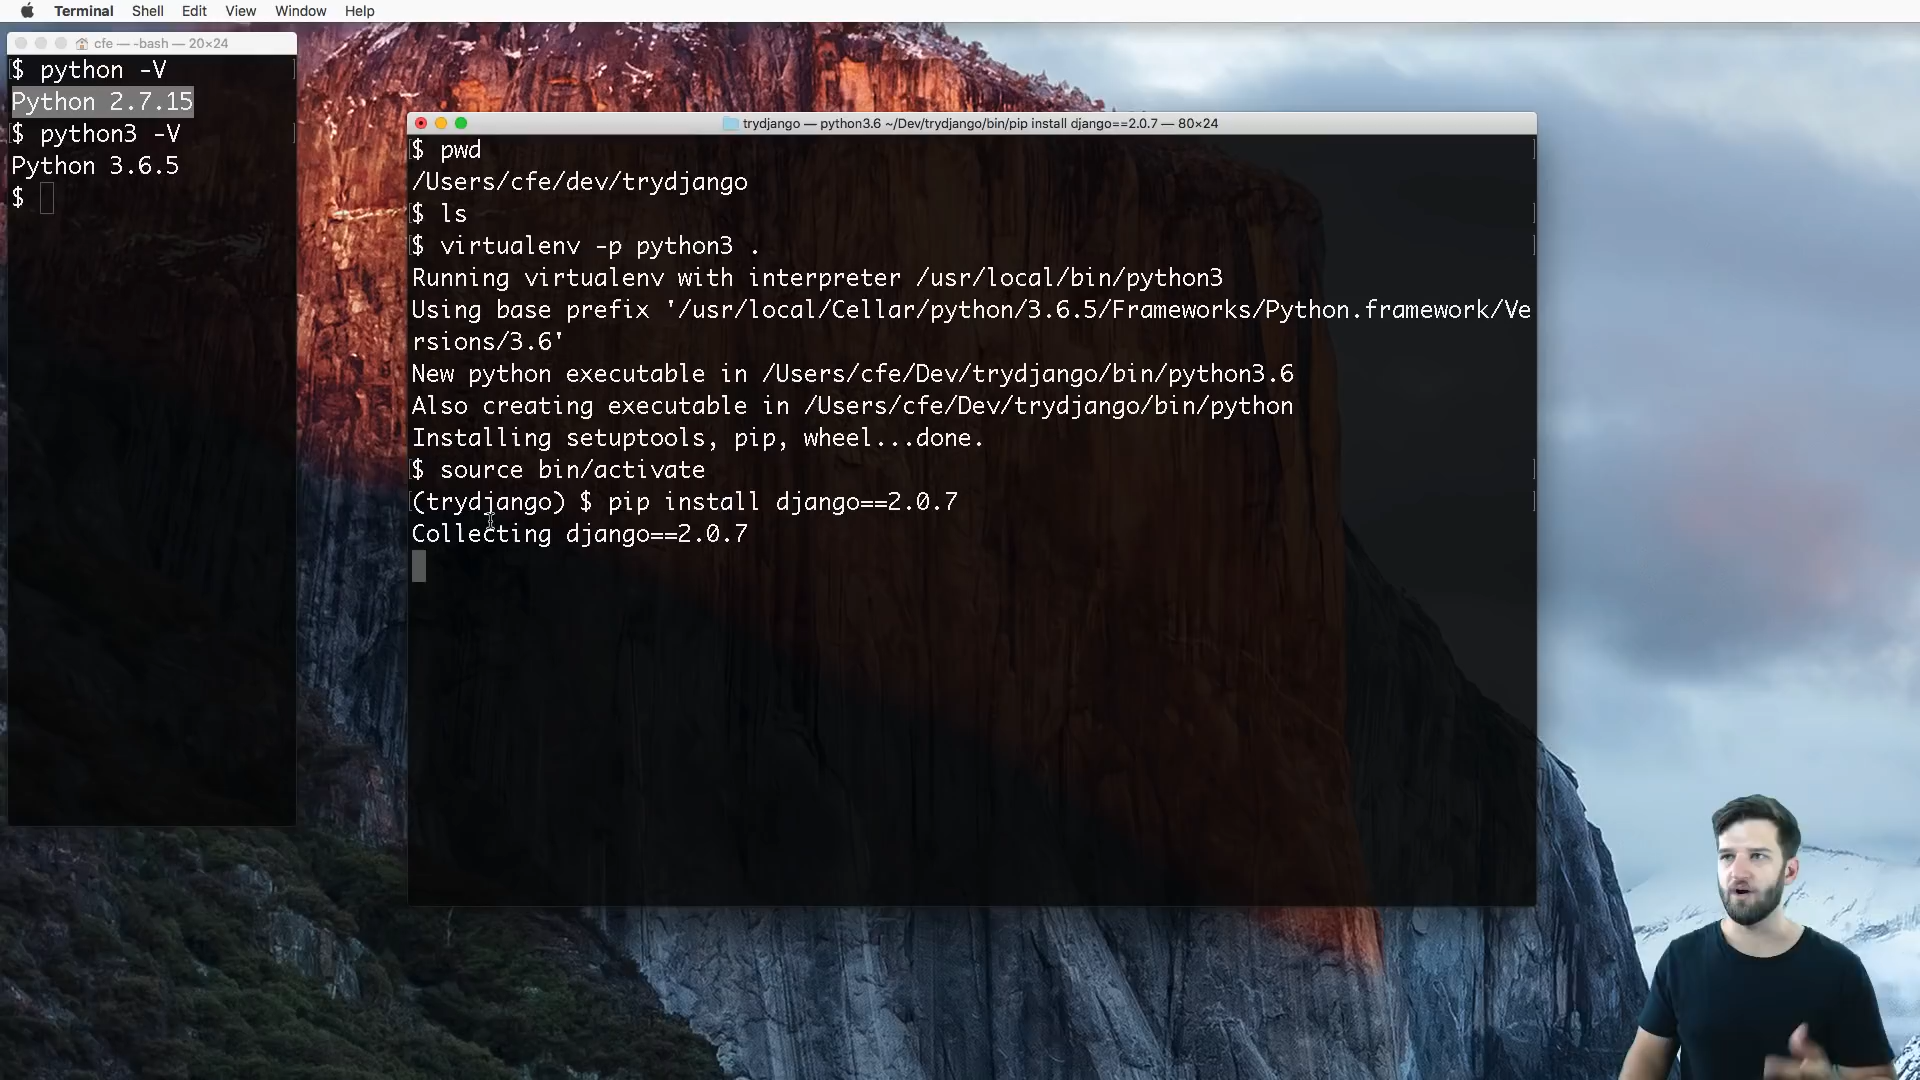 Terminal Shell Edit View Window Help
cfe — -bash — 20×24
$ python -V
Python 2.7.15
$ python3 -V
Python 3.6.5
$
trydjango — python3.6 ~/Dev/trydjango/bin/pip install django==2.0.7 — 80×24
$ pwd
/Users/cfe/dev/trydjango
$ ls
$ virtualenv -p python3 .
Running virtualenv with interpreter /usr/local/bin/python3
Using base prefix '/usr/local/Cellar/python/3.6.5/Frameworks/Python.framework/Ve
rsions/3.6'
New python executable in /Users/cfe/Dev/trydjango/bin/python3.6
Also creating executable in /Users/cfe/Dev/trydjango/bin/python
Installing setuptools, pip, wheel...done.
$ source bin/activate
(trydjango) $ pip install django==2.0.7
Collecting django==2.0.7